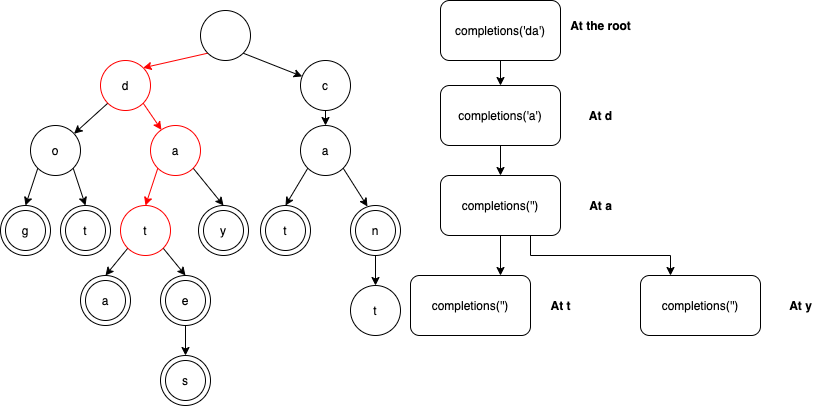 completions('da')
At the root
d
c
completions('a')
At d
o
a
a
completions('')
At a
g
t
t
y
t
n
a
e
t
completions('')
At t
completions('')
At y
s